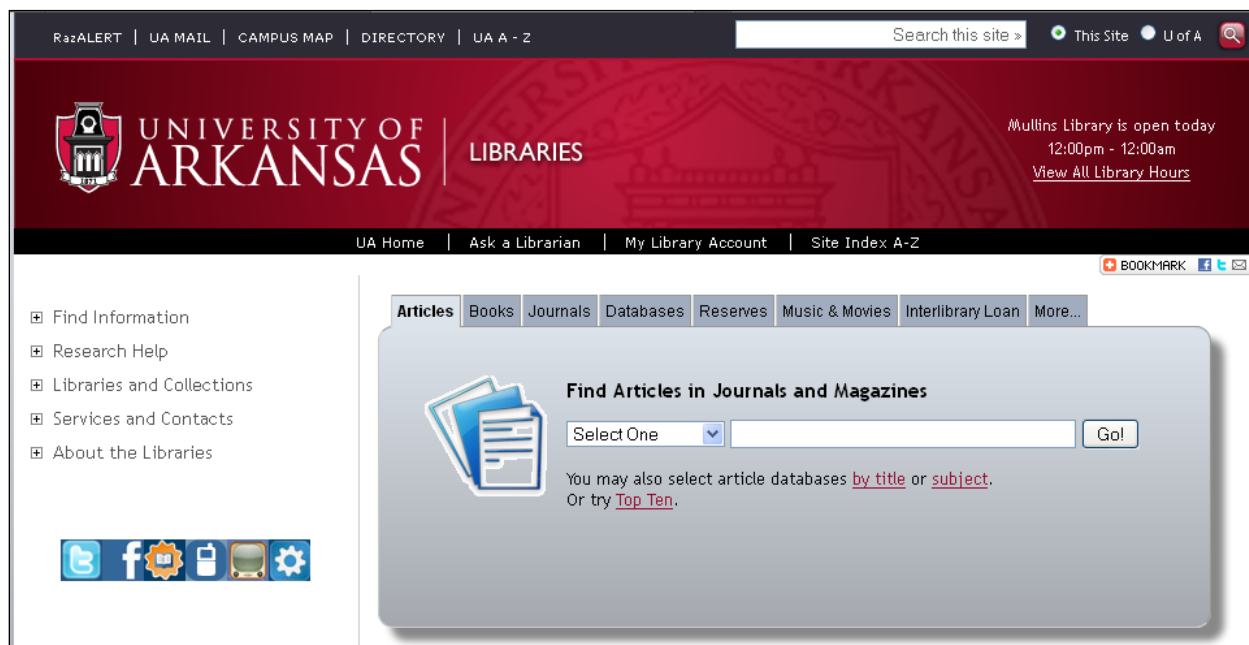 RazALERT | UA MAIL | CAMPUS MAP | DIRECTORY | UA A - Z
Search this site »
This Site U of A
UNIVERSITY OF
ARKANSAS
1871
LIBRARIES
Mullins Library is open today
12:00pm - 12:00am
View All Library Hours
UA Home | Ask a Librarian | My Library Account | Site Index A-Z
BOOKMARK
Find Information
Research Help
Libraries and Collections
Services and Contacts
About the Libraries
Articles Books Journals Databases Reserves Music & Movies Interlibrary Loan More...
Find Articles in Journals and Magazines
Select One Go!
You may also select article databases by title or subject.
Or try Top Ten.